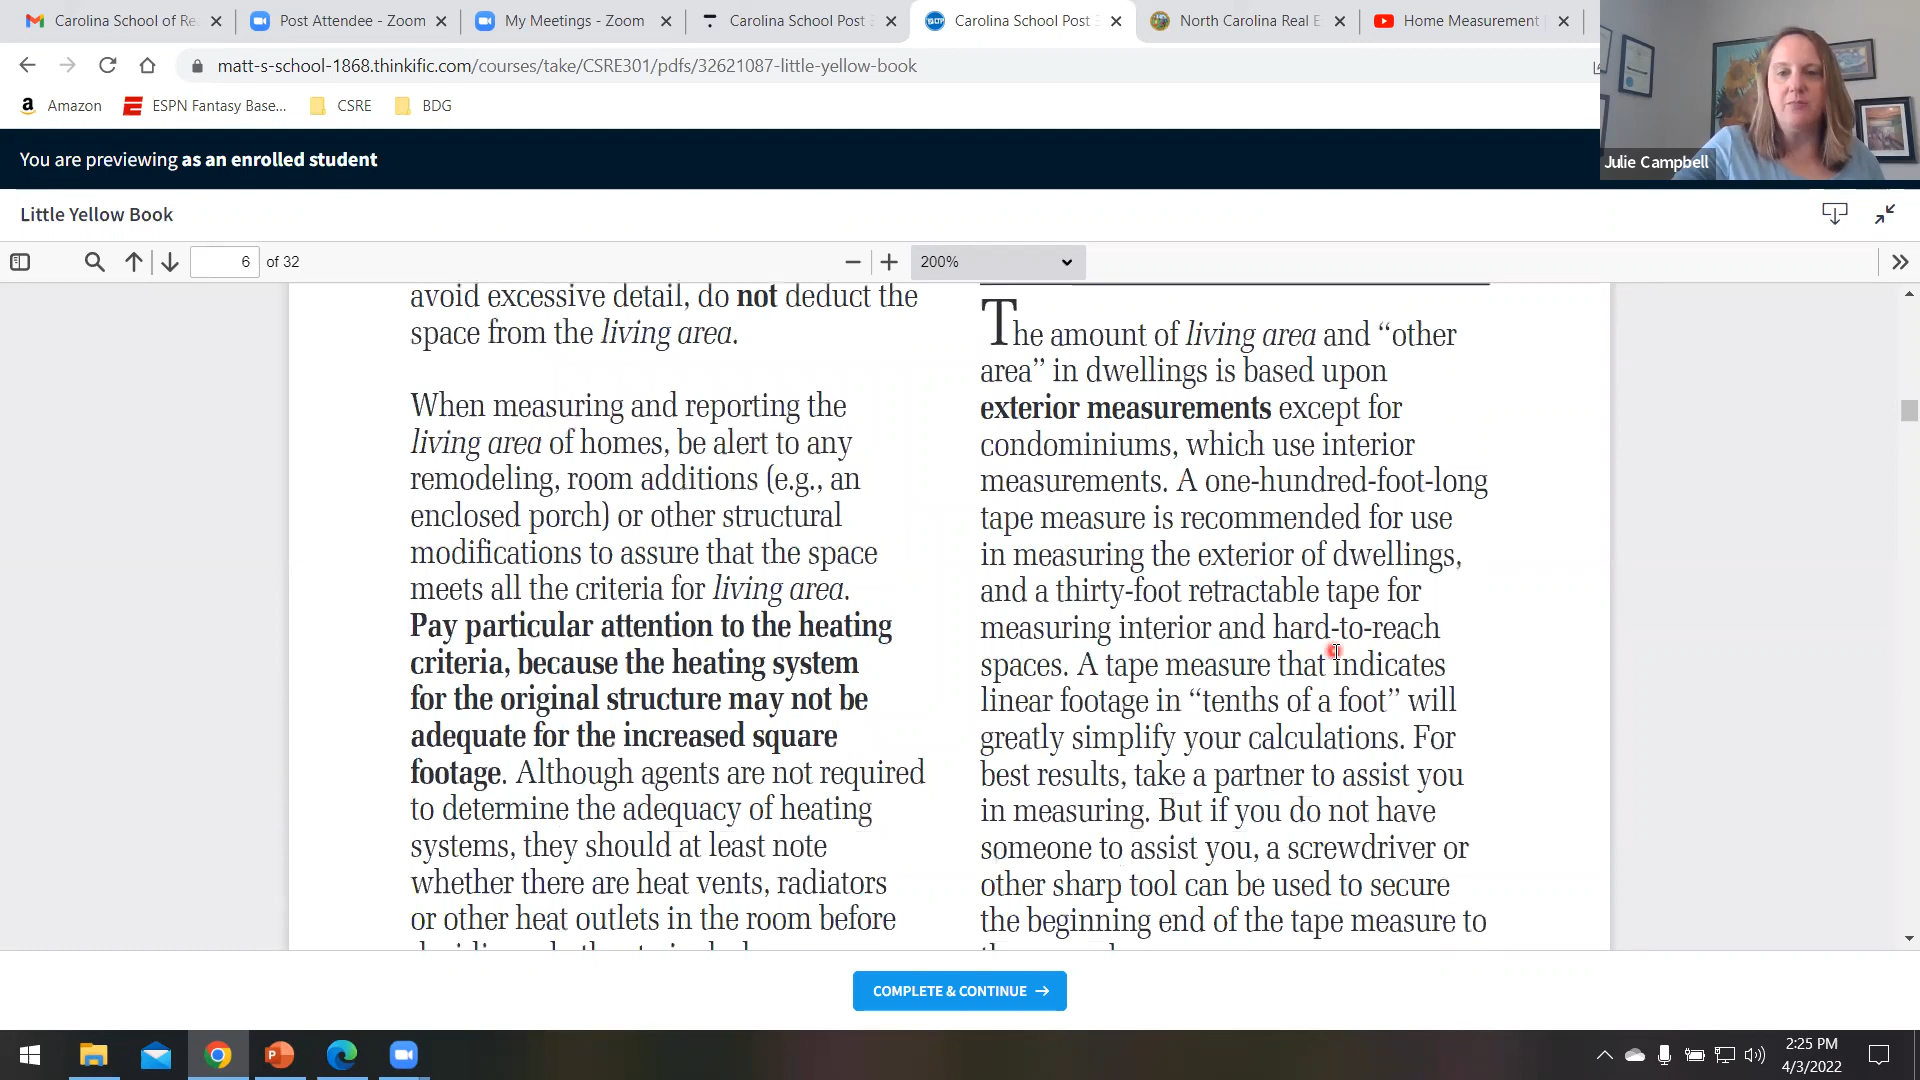 Carolina School of Re
Post Attendee - Zoom
My Meetings - Zoom
Carolina School Post
Carolina School Post
North Carolina Real E
Home Measurement
matt-s-school-1868.thinkific.com/courses/take/CSRE301/pdfs/32621087-little-yellow-book
Amazon
ESPN Fantasy Base...
CSRE
BDG
You are previewing as an enrolled student
Julie Campbell
Little Yellow Book
6 of 32
200%
avoid excessive detail, do not deduct the
space from the living area.
When measuring and reporting the
living area of homes, be alert to any
remodeling, room additions (e.g., an
enclosed porch) or other structural
modifications to assure that the space
meets all the criteria for living area.
Pay particular attention to the heating
criteria, because the heating system
for the original structure may not be
adequate for the increased square
footage. Although agents are not required
to determine the adequacy of heating
systems, they should at least note
whether there are heat vents, radiators
or other heat outlets in the room before
The amount of living area and “other
area” in dwellings is based upon
exterior measurements except for
condominiums, which use interior
measurements. A one-hundred-foot-long
tape measure is recommended for use
in measuring the exterior of dwellings,
and a thirty-foot retractable tape for
measuring interior and hard-to-reach
spaces. A tape measure that indicates
linear footage in “tenths of a foot” will
greatly simplify your calculations. For
best results, take a partner to assist you
in measuring. But if you do not have
someone to assist you, a screwdriver or
other sharp tool can be used to secure
the beginning end of the tape measure to
COMPLETE & CONTINUE
2:25 PM
4/3/2022